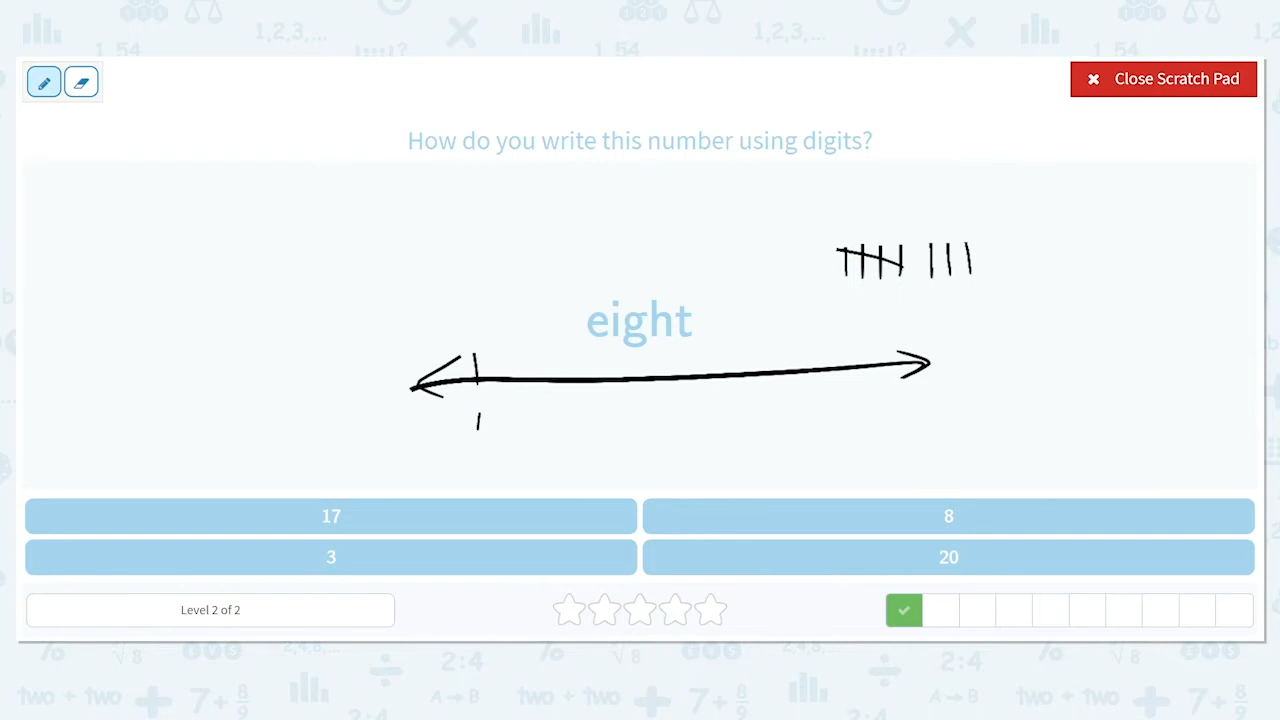 Close Scratch Pad
How do you write this number using digits?
eight
1
17
8
3
20
Level 2 of 2